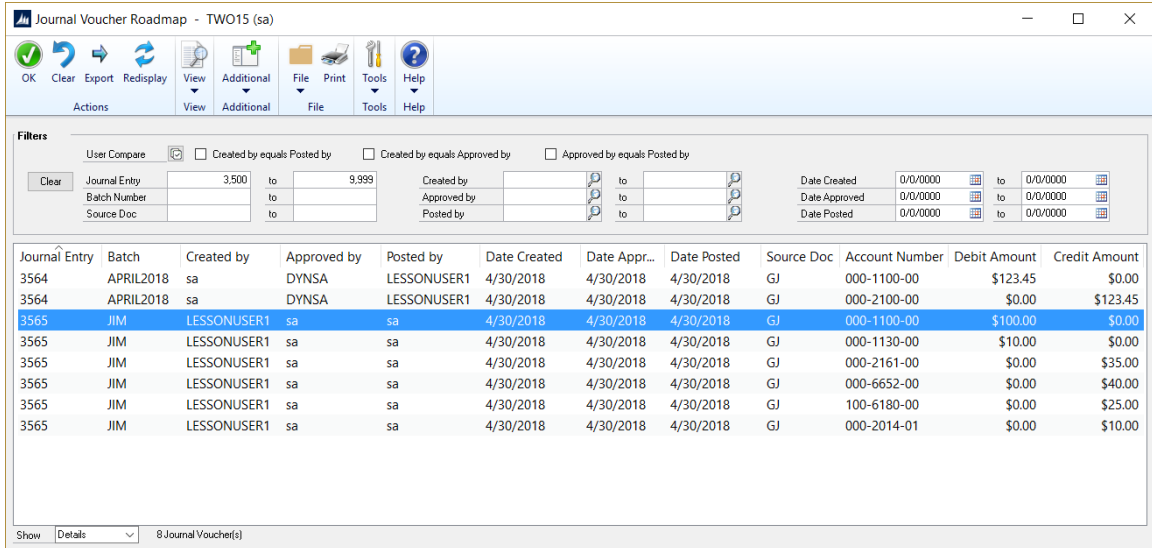 Journal Voucher Roadmap - TWO15 (sa)
OK Clear Export Redisplay View Additional File Print Tools Help
Actions View Additional File Tools Help
Filters
User Compare Created by equals Posted by Created by equals Approved by Approved by equals Posted by
Clear Journal Entry 3,500 to 9,999 Created by to Date Created 0/0/0000 to 0/0/0000
Batch Number to Approved by to Date Approved 0/0/0000 to 0/0/0000
Source Doc to Posted by to Date Posted 0/0/0000 to 0/0/0000
Journal Entry Batch Created by Approved by Posted by Date Created Date Appr... Date Posted Source Doc Account Number Debit Amount Credit Amount
3564 APRIL2018 sa DYNSA LESSONUSER1 4/30/2018 4/30/2018 4/30/2018 GJ 000-1100-00 $123.45 $0.00
3564 APRIL2018 sa DYNSA LESSONUSER1 4/30/2018 4/30/2018 4/30/2018 GJ 000-2100-00 $0.00 $123.45
3565 JIM LESSONUSER1 sa sa 4/30/2018 4/30/2018 4/30/2018 GJ 000-1100-00 $100.00 $0.00
3565 JIM LESSONUSER1 sa sa 4/30/2018 4/30/2018 4/30/2018 GJ 000-1130-00 $10.00 $0.00
3565 JIM LESSONUSER1 sa sa 4/30/2018 4/30/2018 4/30/2018 GJ 000-2161-00 $0.00 $35.00
3565 JIM LESSONUSER1 sa sa 4/30/2018 4/30/2018 4/30/2018 GJ 000-6652-00 $0.00 $40.00
3565 JIM LESSONUSER1 sa sa 4/30/2018 4/30/2018 4/30/2018 GJ 100-6180-00 $0.00 $25.00
3565 JIM LESSONUSER1 sa sa 4/30/2018 4/30/2018 4/30/2018 GJ 000-2014-01 $0.00 $10.00
Show Details 8 Journal Voucher(s)